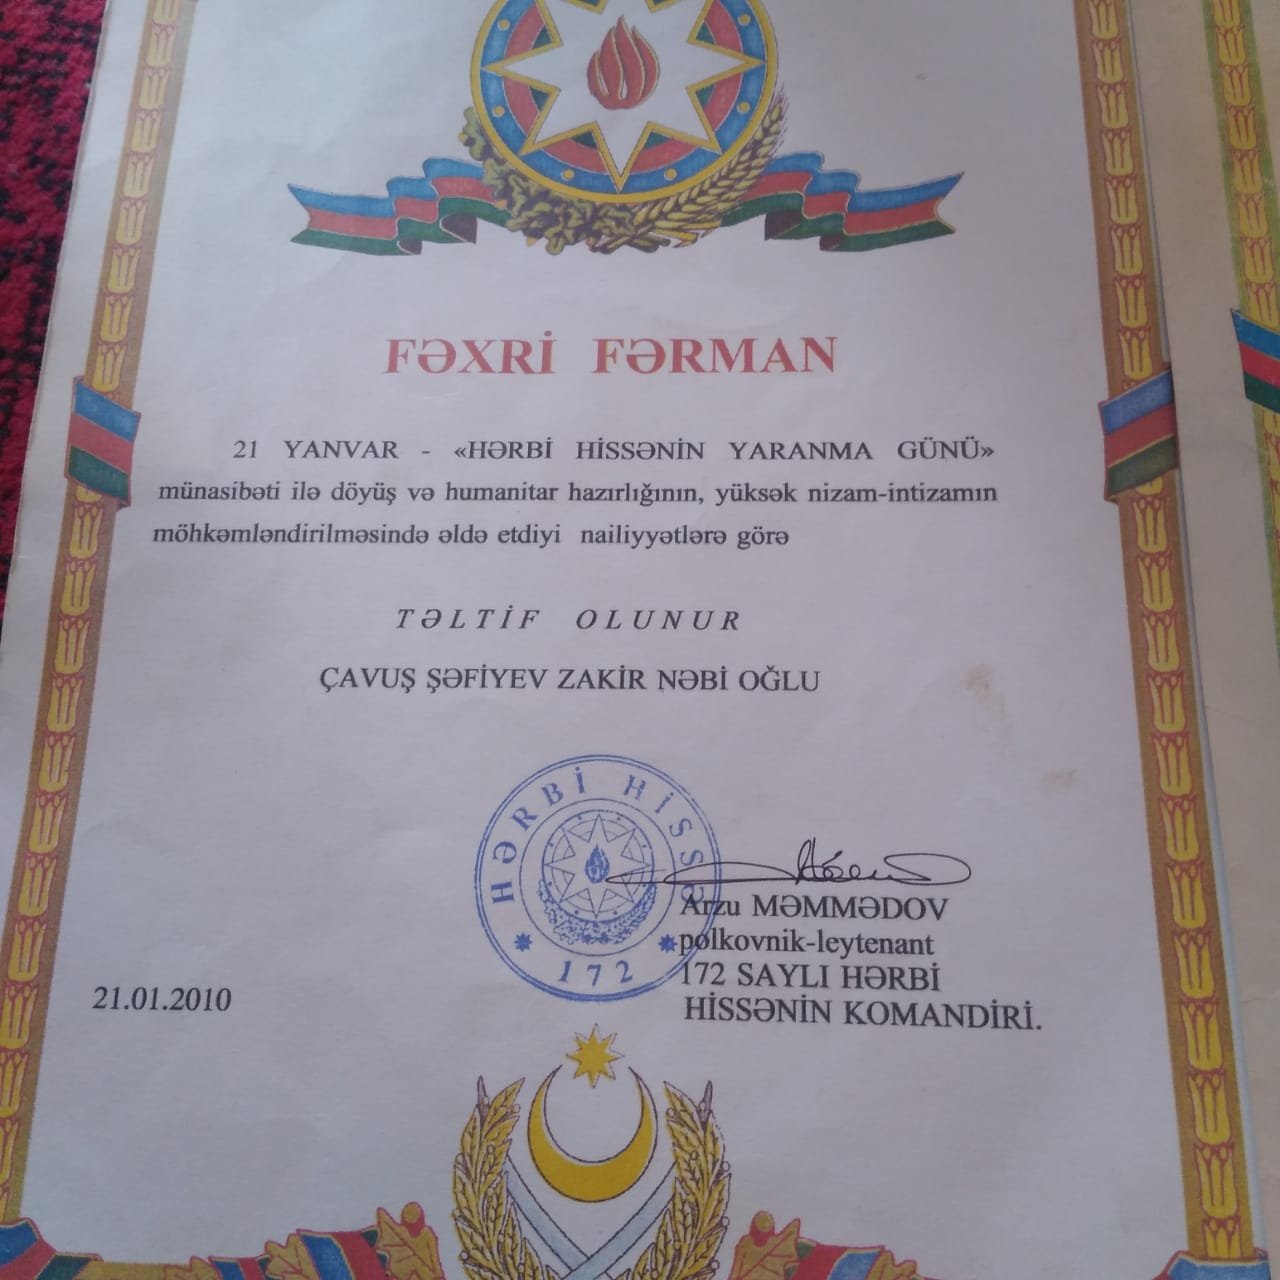 FƏXRİ FƏRMAN
21 YANVAR - «HƏRBİ HİSSƏNİN YARANMA GÜNÜ»
münasibəti ilə döyüş və humanitar hazırlığının, yüksək nizam-intizamın
möhkəmləndirilməsində əldə etdiyi nailiyyətlərə görə
TƏLTİF OLUNUR
ÇAVUŞ ŞƏFİYEV ZAKİR NƏBİ OĞLU
HƏRBİ HİSSƏ
172
Arzu MƏMMƏDOV
polkovnik-leytenant
172 SAYLI HƏRBİ
HİSSƏNİN KOMANDİRİ.
21.01.2010